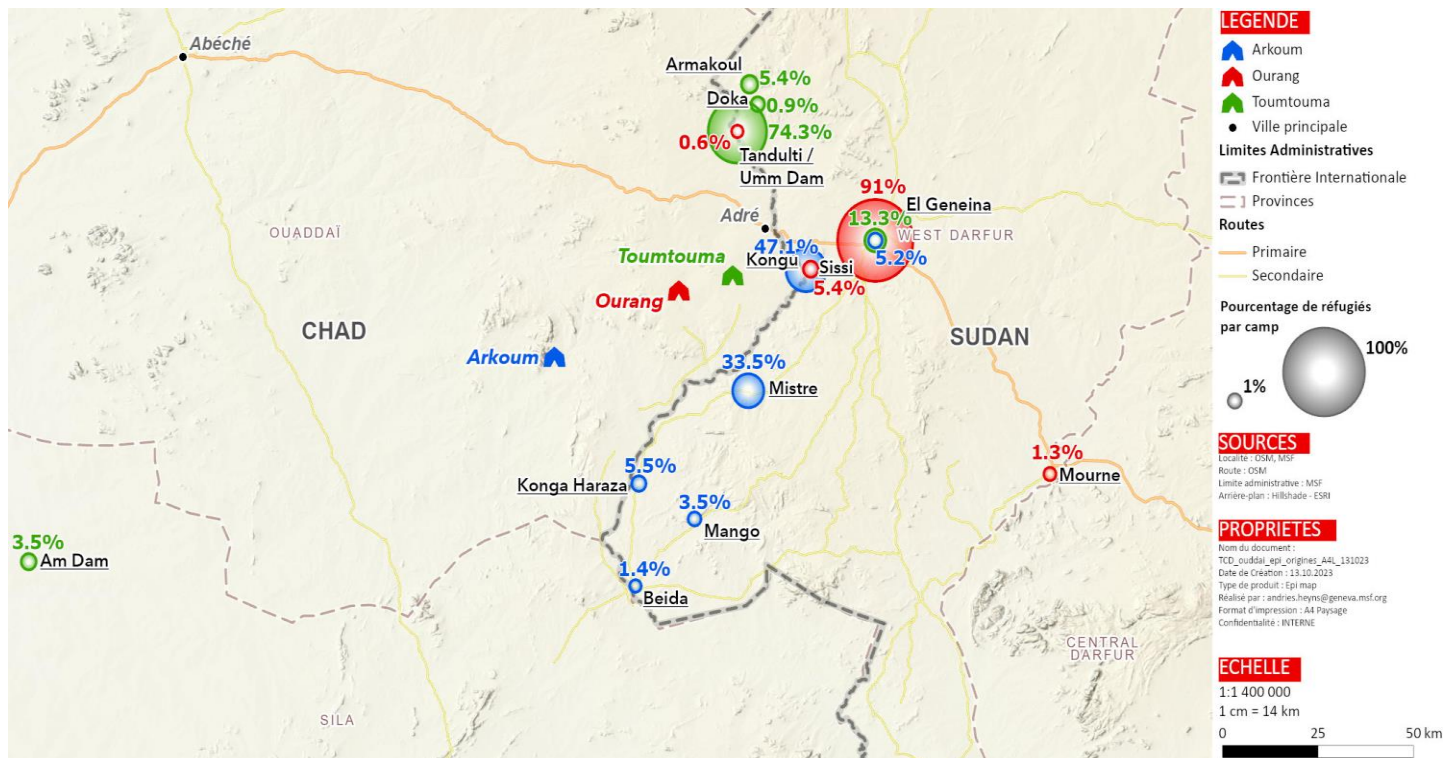 Abéché
Armakoul
5.4%
Doka
0.9%
74.3%
0.6%
Tandulti /
Umm Dam
91%
El Geneina
13.3%
WEST DARFUR
5.2%
Adré
47.1%
Kongu
Sissi
5.4%
OUADDAÏ
Toumtouma
Ourang
CHAD
SUDAN
Arkoum
33.5%
Mistre
1.3%
Mourne
5.5%
Konga Haraza
3.5%
Mango
3.5%
Am Dam
1.4%
Beida
CENTRAL
DARFUR
SILA
LEGENDE
Arkoum
Ourang
Toumtouma
Ville principale
Limites Administratives
Frontière Internationale
Provinces
Routes
Primaire
Secondaire
Pourcentage de réfugiés
par camp
100%
1%
SOURCES
Localité : OSM, MSF
Route : OSM
Limite administrative : MSF
Arrière-plan : Hillshade - ESRI
PROPRIETES
Nom du document :
TCD_ouddai_epi_origines_A4L_131023
Date de Création : 13.10.2023
Type de produit : Epi map
Réalisé par : andries.heyns@geneva.msf.org
Format d'impression : A4 Paysage
Confidentialité : INTERNE
ECHELLE
1:1 400 000
1 cm = 14 km
0 25 50 km